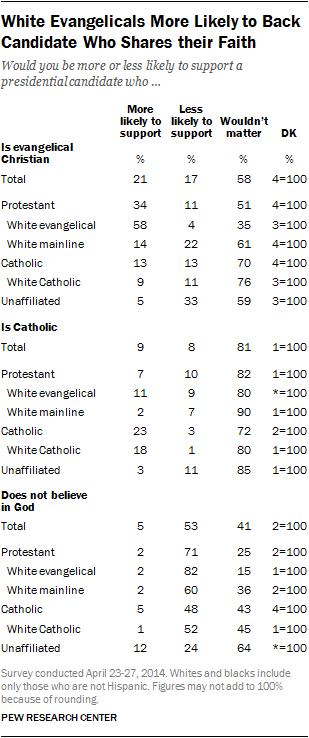 White Evangelicals More Likely to Back
Candidate Who Shares their Faith
Would you be more or less likely to support a
presidential candidate who ...
More likely to support Less likely to support Wouldn't matter DK
Is evangelical
Christian % % % %
Total 21 17 58 4=100
Protestant 34 11 51 4=100
White evangelical 58 4 35 3=100
White mainline 14 22 61 4=100
Catholic 13 13 70 4=100
White Catholic 9 11 76 3=100
Unaffiliated 5 33 59 3=100
Is Catholic
Total 9 8 81 1=100
Protestant 7 10 82 1=100
White evangelical 11 9 80 *=100
White mainline 2 7 90 1=100
Catholic 23 3 72 2=100
White Catholic 18 1 80 1=100
Unaffiliated 3 11 85 1=100
Does not believe
in God
Total 5 53 41 2=100
Protestant 2 71 25 2=100
White evangelical 2 82 15 1=100
White mainline 2 60 36 2=100
Catholic 5 48 43 4=100
White Catholic 1 52 45 1=100
Unaffiliated 12 24 64 *=100
Survey conducted April 23-27, 2014. Whites and blacks include
only those who are not Hispanic. Figures may not add to 100%
because of rounding.
PEW RESEARCH CENTER